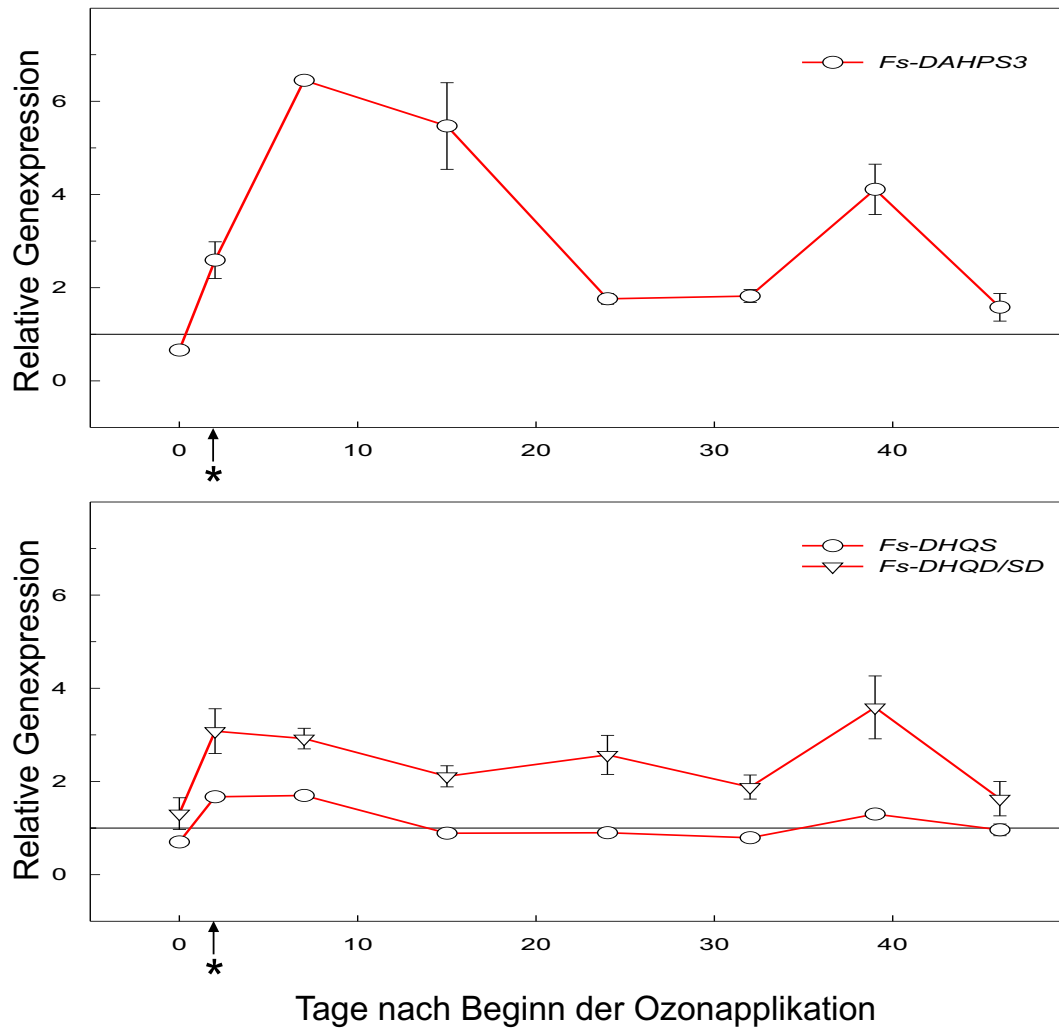 Relative Genexpression
Fs-DAHPS3
6
4
2
0
0 10 20 30 40
*
Relative Genexpression
Fs-DHQS
Fs-DHQD/SD
6
4
2
0
0 10 20 30 40
*
Tage nach Beginn der Ozonapplikation